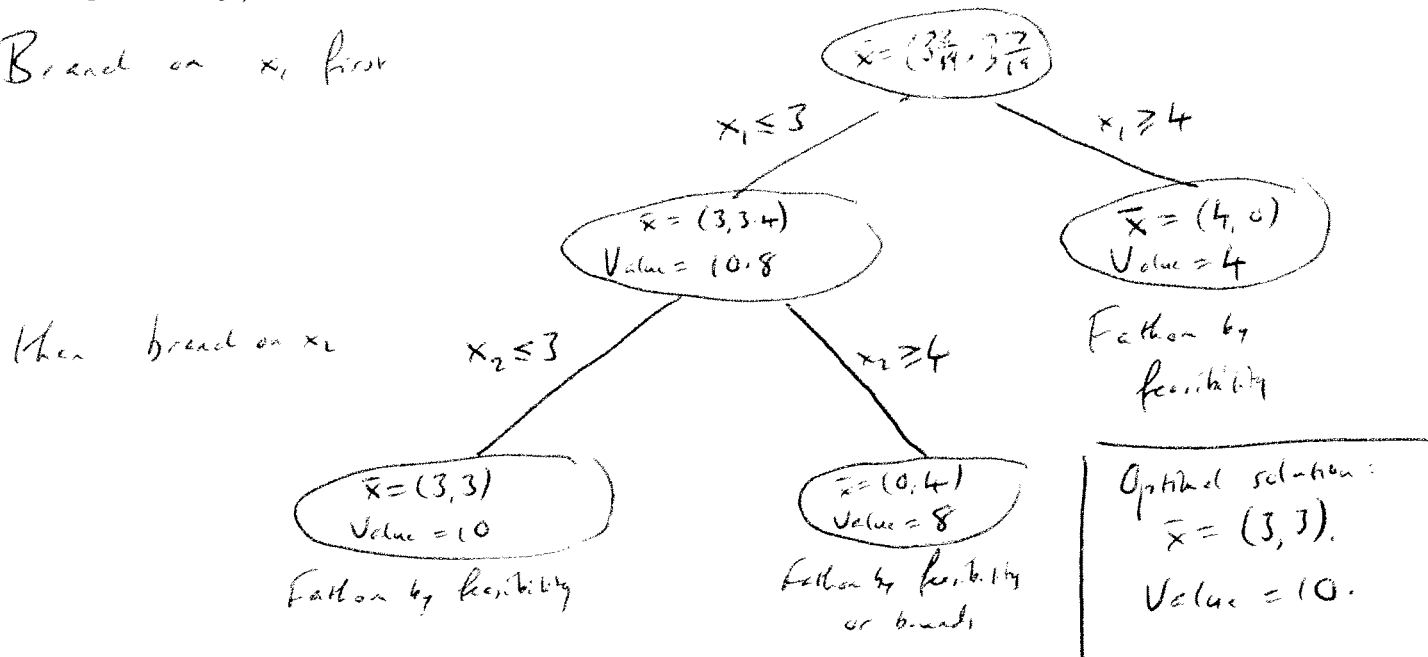 Branch on x₁ first
x̄ = (3 , 3 7/19
x₁ ≤ 3
x₁ ≥ 4
x̄ = (3, 3.4)
Value = 10.8
x̄ = (4, 0)
Value = 4
Fathom by
feasibility
then branch on x₂
x₂ ≤ 3
x₂ ≥ 4
x̄ = (3, 3)
Value = 10
Fathom by feasibility
x̄ = (0, 4)
Value = 8
Fathom by feasibility
or bounds
Optimal solution:
x̄ = (3, 3).
Value = 10.